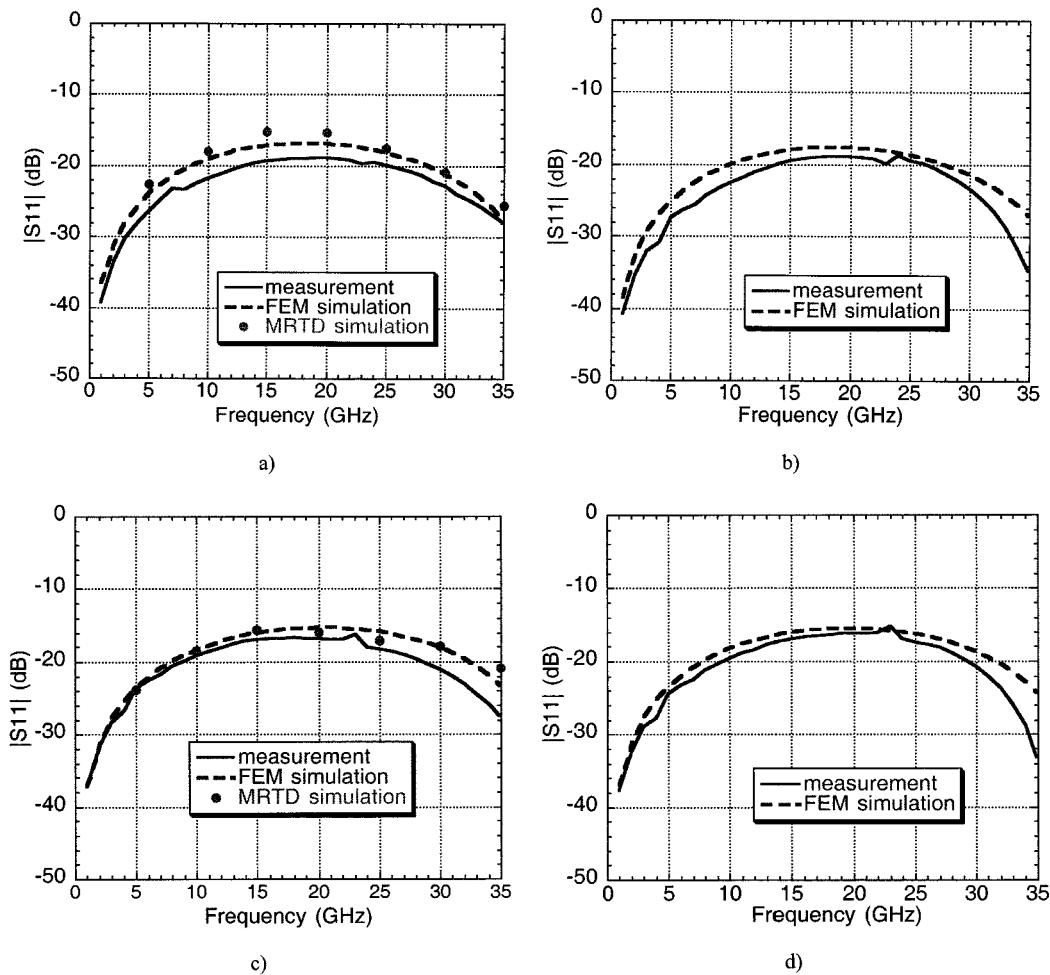 0
-10
-20
-30
-40
-50
|S11| (dB)
measurement
FEM simulation
MRTD simulation
0 5 10 15 20 25 30 35
Frequency (GHz)
a)
0
-10
-20
-30
-40
-50
|S11| (dB)
measurement
FEM simulation
0 5 10 15 20 25 30 35
Frequency (GHz)
b)
0
-10
-20
-30
-40
-50
|S11| (dB)
measurement
FEM simulation
MRTD simulation
0 5 10 15 20 25 30 35
Frequency (GHz)
c)
0
-10
-20
-30
-40
-50
|S11| (dB)
measurement
FEM simulation
0 5 10 15 20 25 30 35
Frequency (GHz)
d)